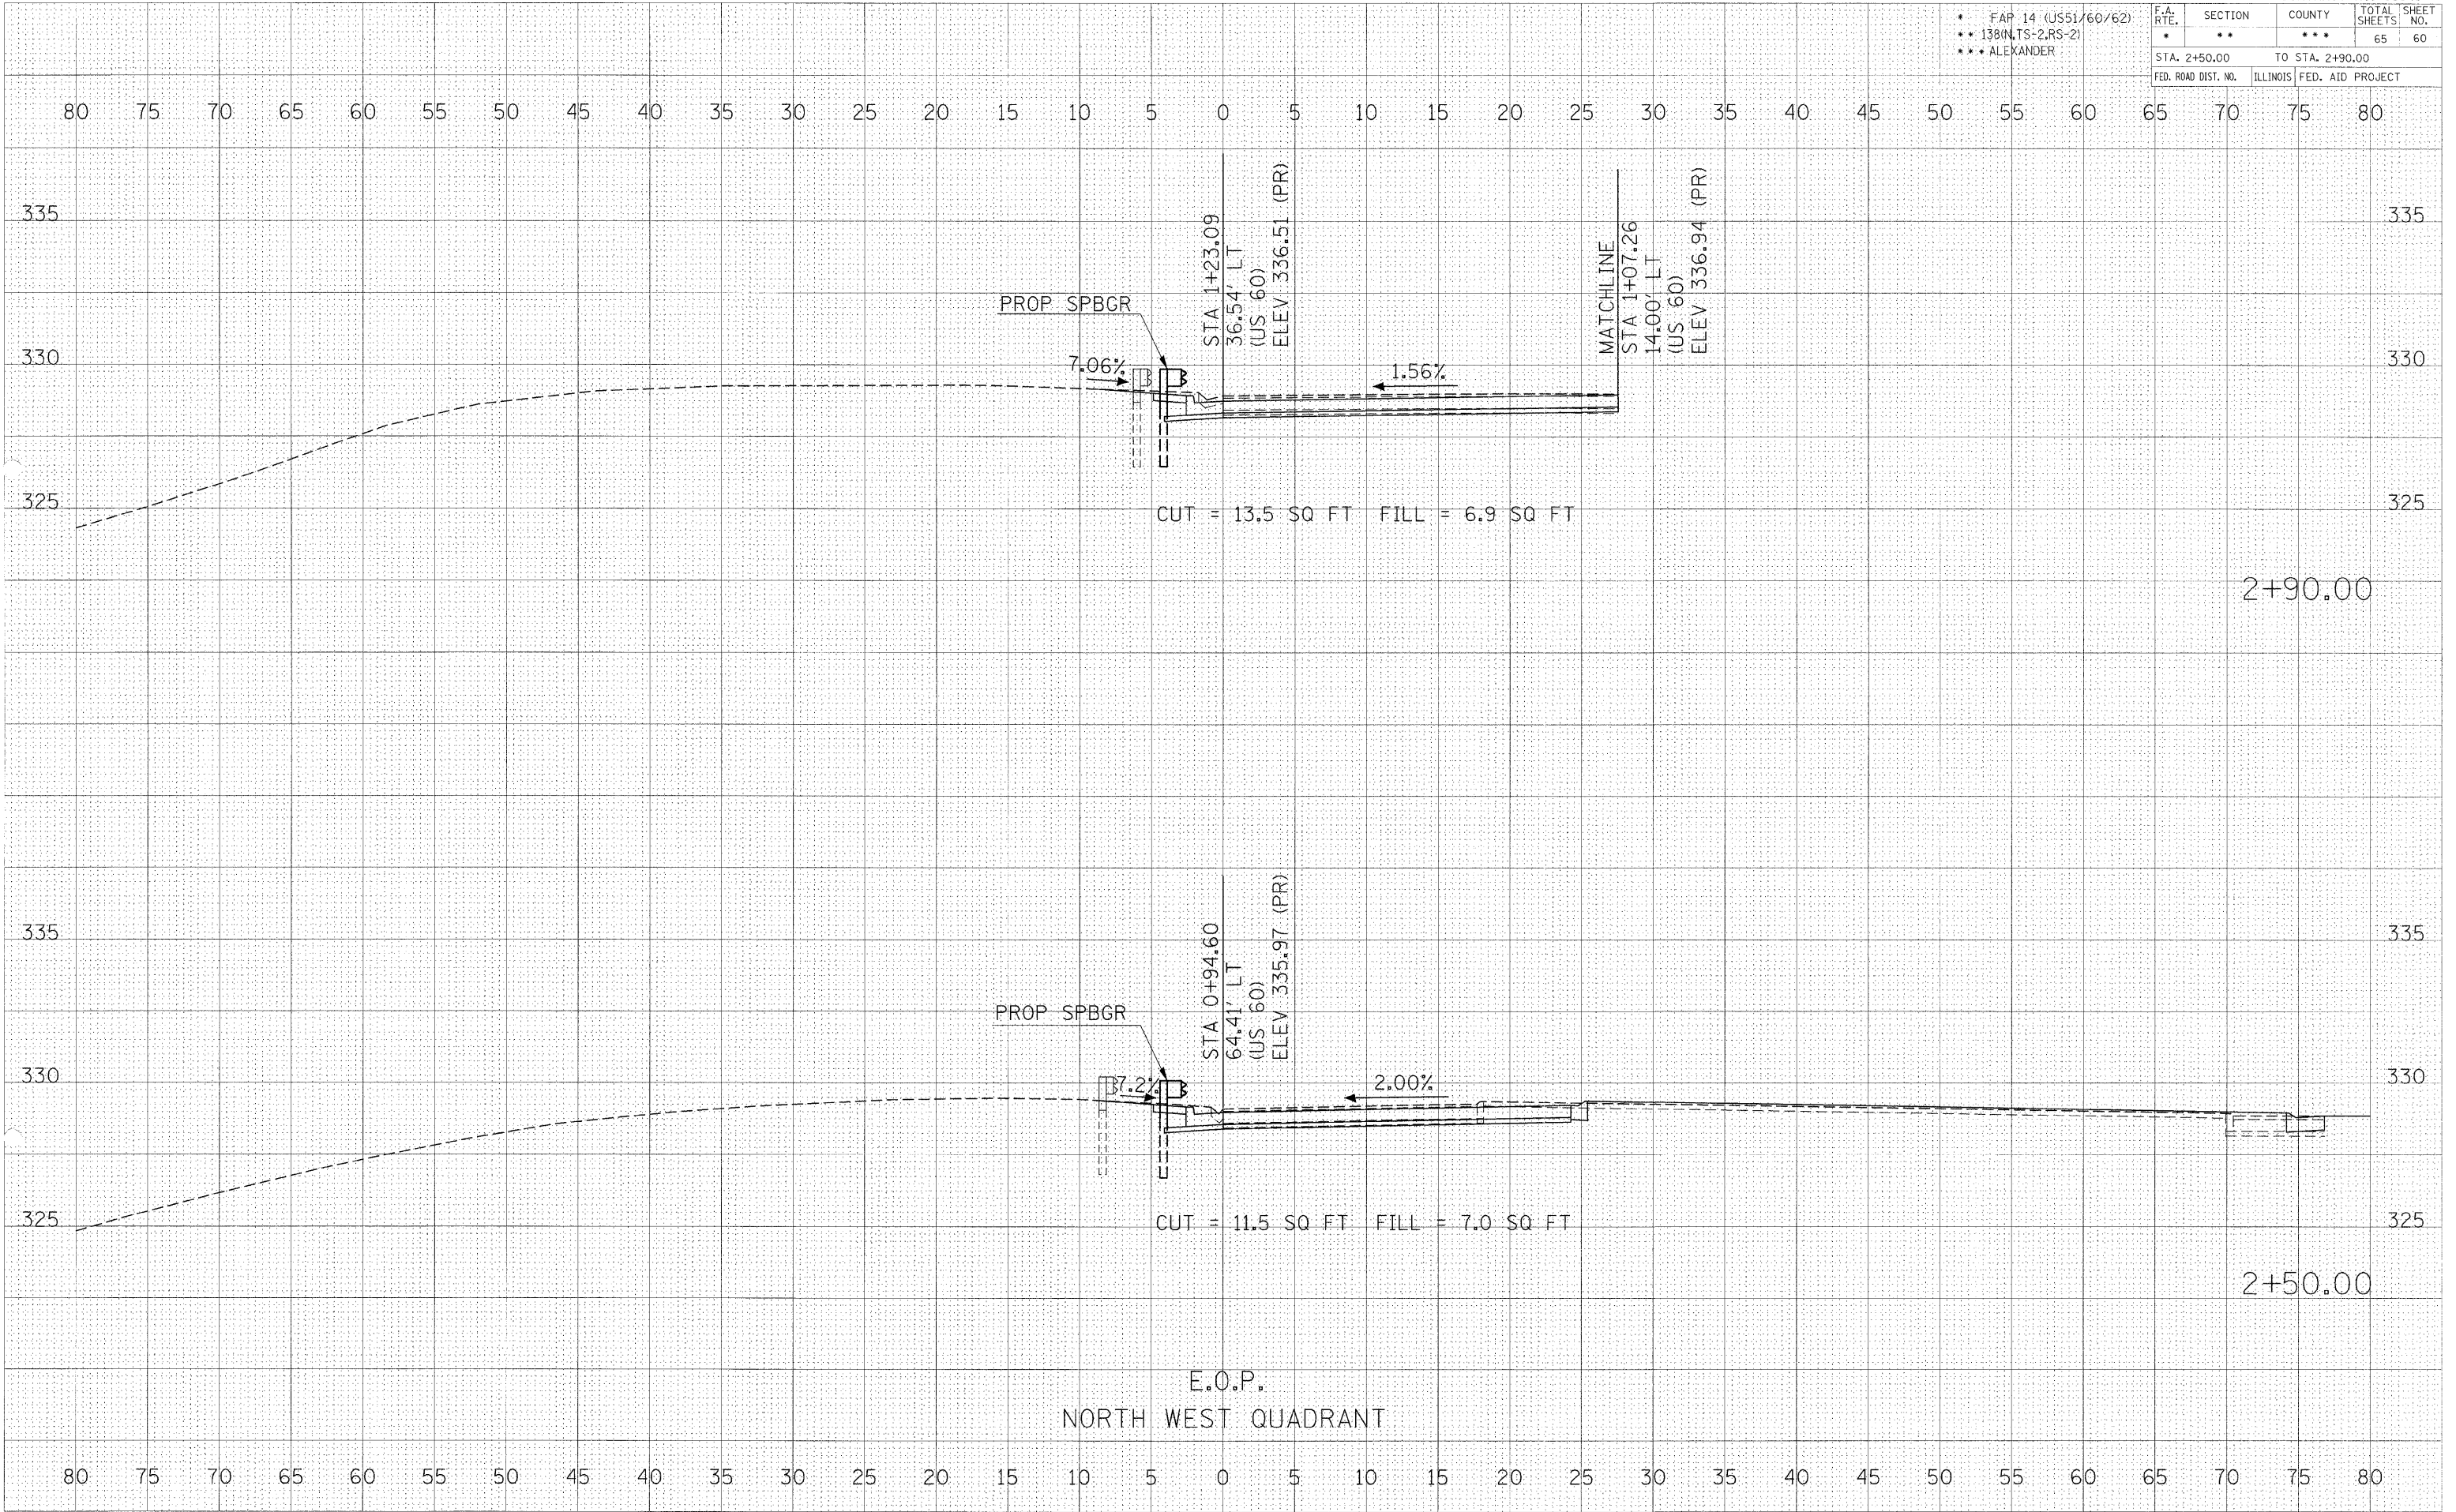 * FAP 14 (US51/60/62)
** 138(N,TS-2,RS-2)
*** ALEXANDER
F.A. RTE. SECTION COUNTY TOTAL SHEETS SHEET NO.
* ** *** 65 60
STA. 2+50.00 TO STA. 2+90.00
FED. ROAD DIST. NO. ILLINOIS FED. AID PROJECT
80 75 70 65 60 55 50 45 40 35 30 25 20 15 10 5 0 5 10 15 20 25 30 35 40 45 50 55 60 65 70 75 80
335 335
STA 1+23.09
36.54' LT
(US 60)
ELEV 336.51 (PR)
MATCHLINE
STA 1+07.26
14.00' LT
(US 60)
ELEV 336.94 (PR)
PROP SPBGR
330 330
7.06%
1.56%
325 325
CUT = 13.5 SQ FT FILL = 6.9 SQ FT
2+90.00
335 335
STA 0+94.60
64.41' LT
(US 60)
ELEV 335.97 (PR)
PROP SPBGR
330 330
7.2%
2.00%
325 325
CUT = 11.5 SQ FT FILL = 7.0 SQ FT
2+50.00
E.O.P.
NORTH WEST QUADRANT
80 75 70 65 60 55 50 45 40 35 30 25 20 15 10 5 0 5 10 15 20 25 30 35 40 45 50 55 60 65 70 75 80